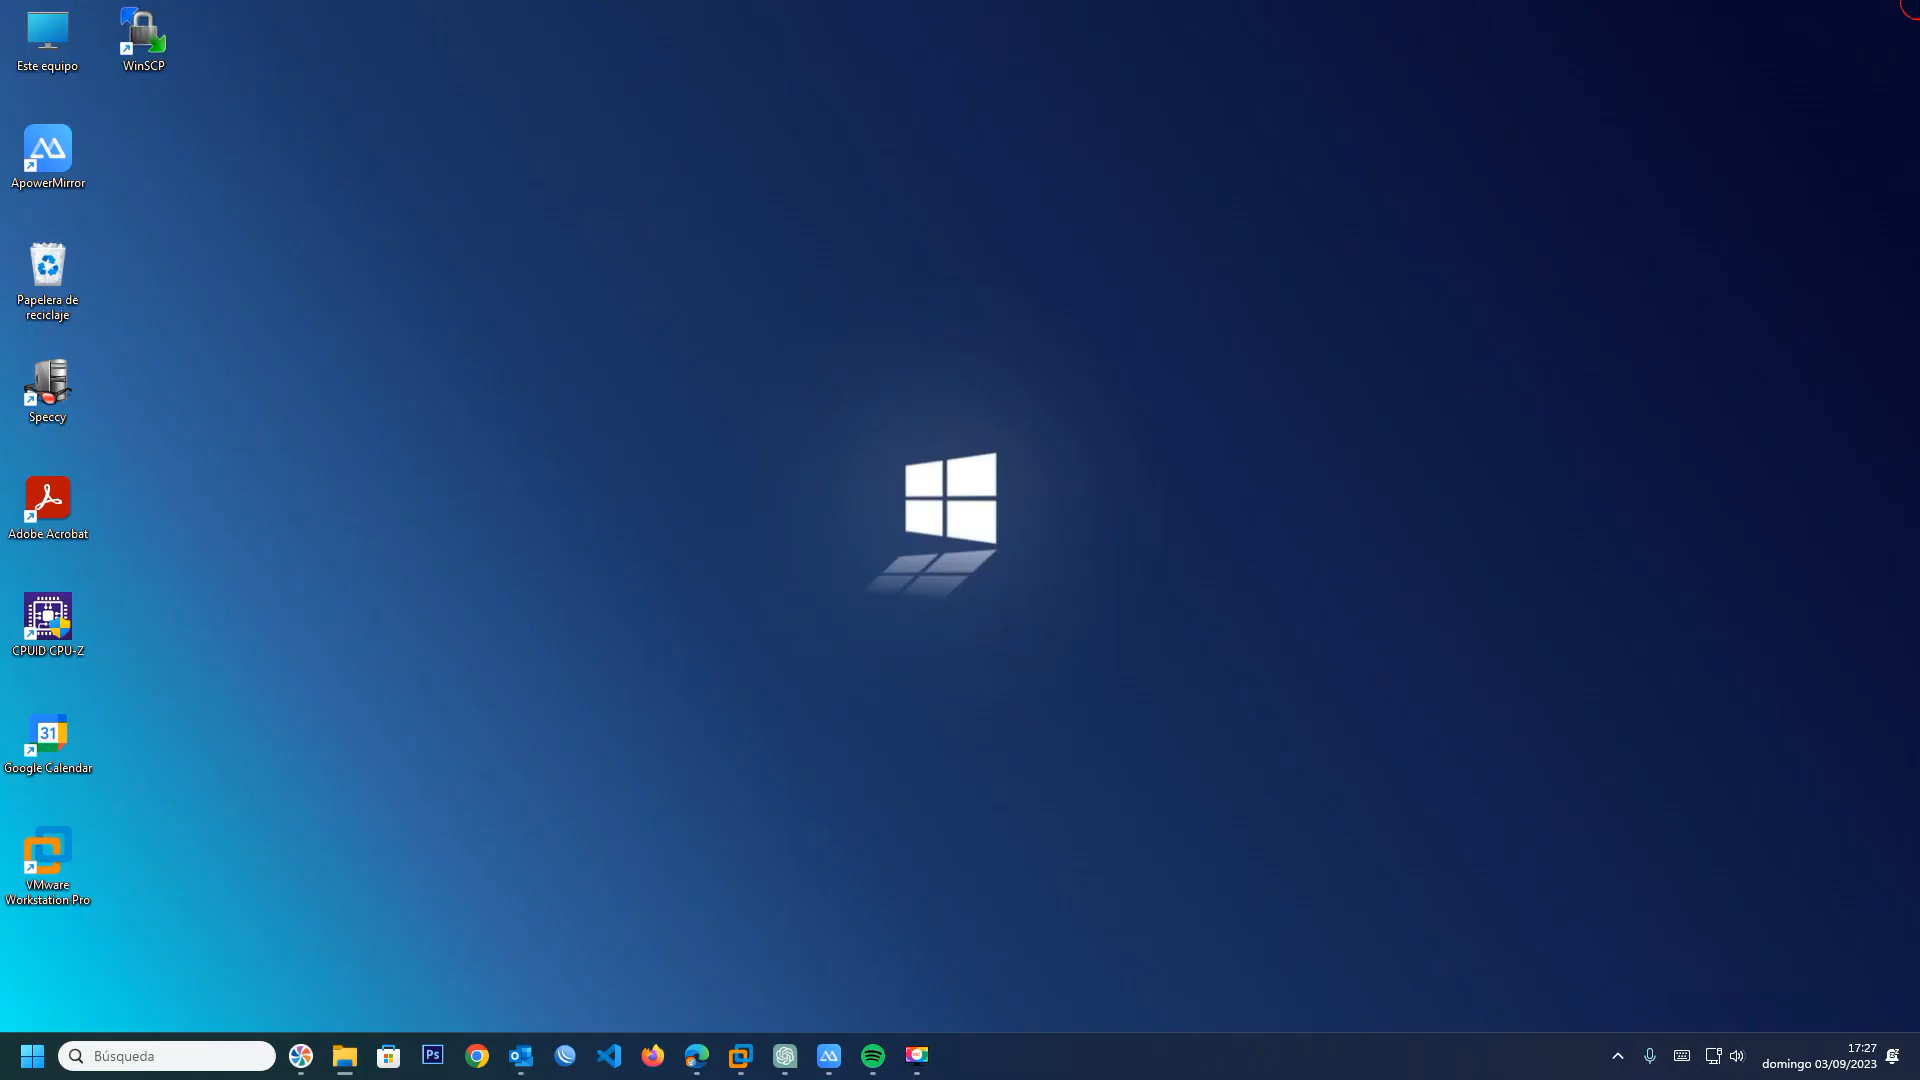 Este equipo
WinSCP
ApowerMirror
Papelera de
reciclaje
Speccy
Adobe Acrobat
CPUID CPU-Z
31
Google Calendar
VMware
Workstation Pro
Búsqueda
Ps
17:27
domingo 03/09/2023